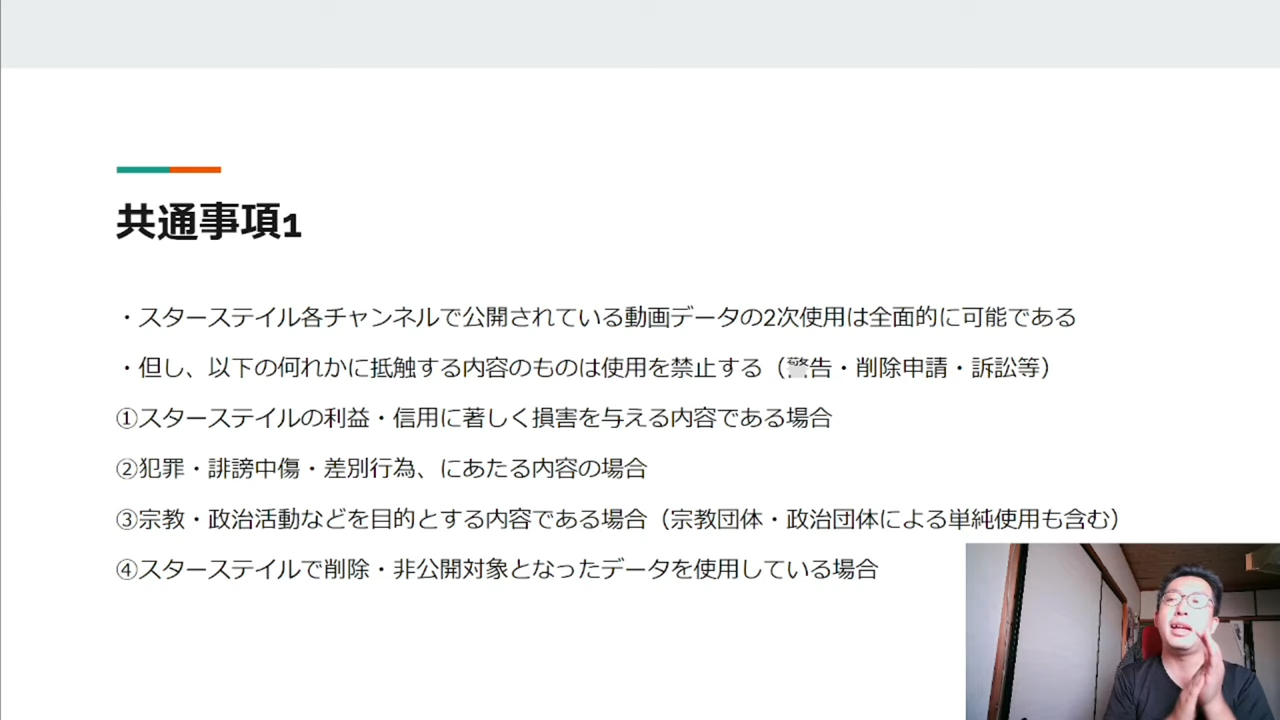 共通事項1
・スターステイル各チャンネルで公開されている動画データの2次使用は全面的に可能である
・但し、以下の何れかに抵触する内容のものは使用を禁止する（警告・削除申請・訴訟等）
①スターステイルの利益・信用に著しく損害を与える内容である場合
②犯罪・誹謗中傷・差別行為、にあたる内容の場合
③宗教・政治活動などを目的とする内容である場合（宗教団体・政治団体による単純使用も含む）
④スターステイルで削除・非公開対象となったデータを使用している場合